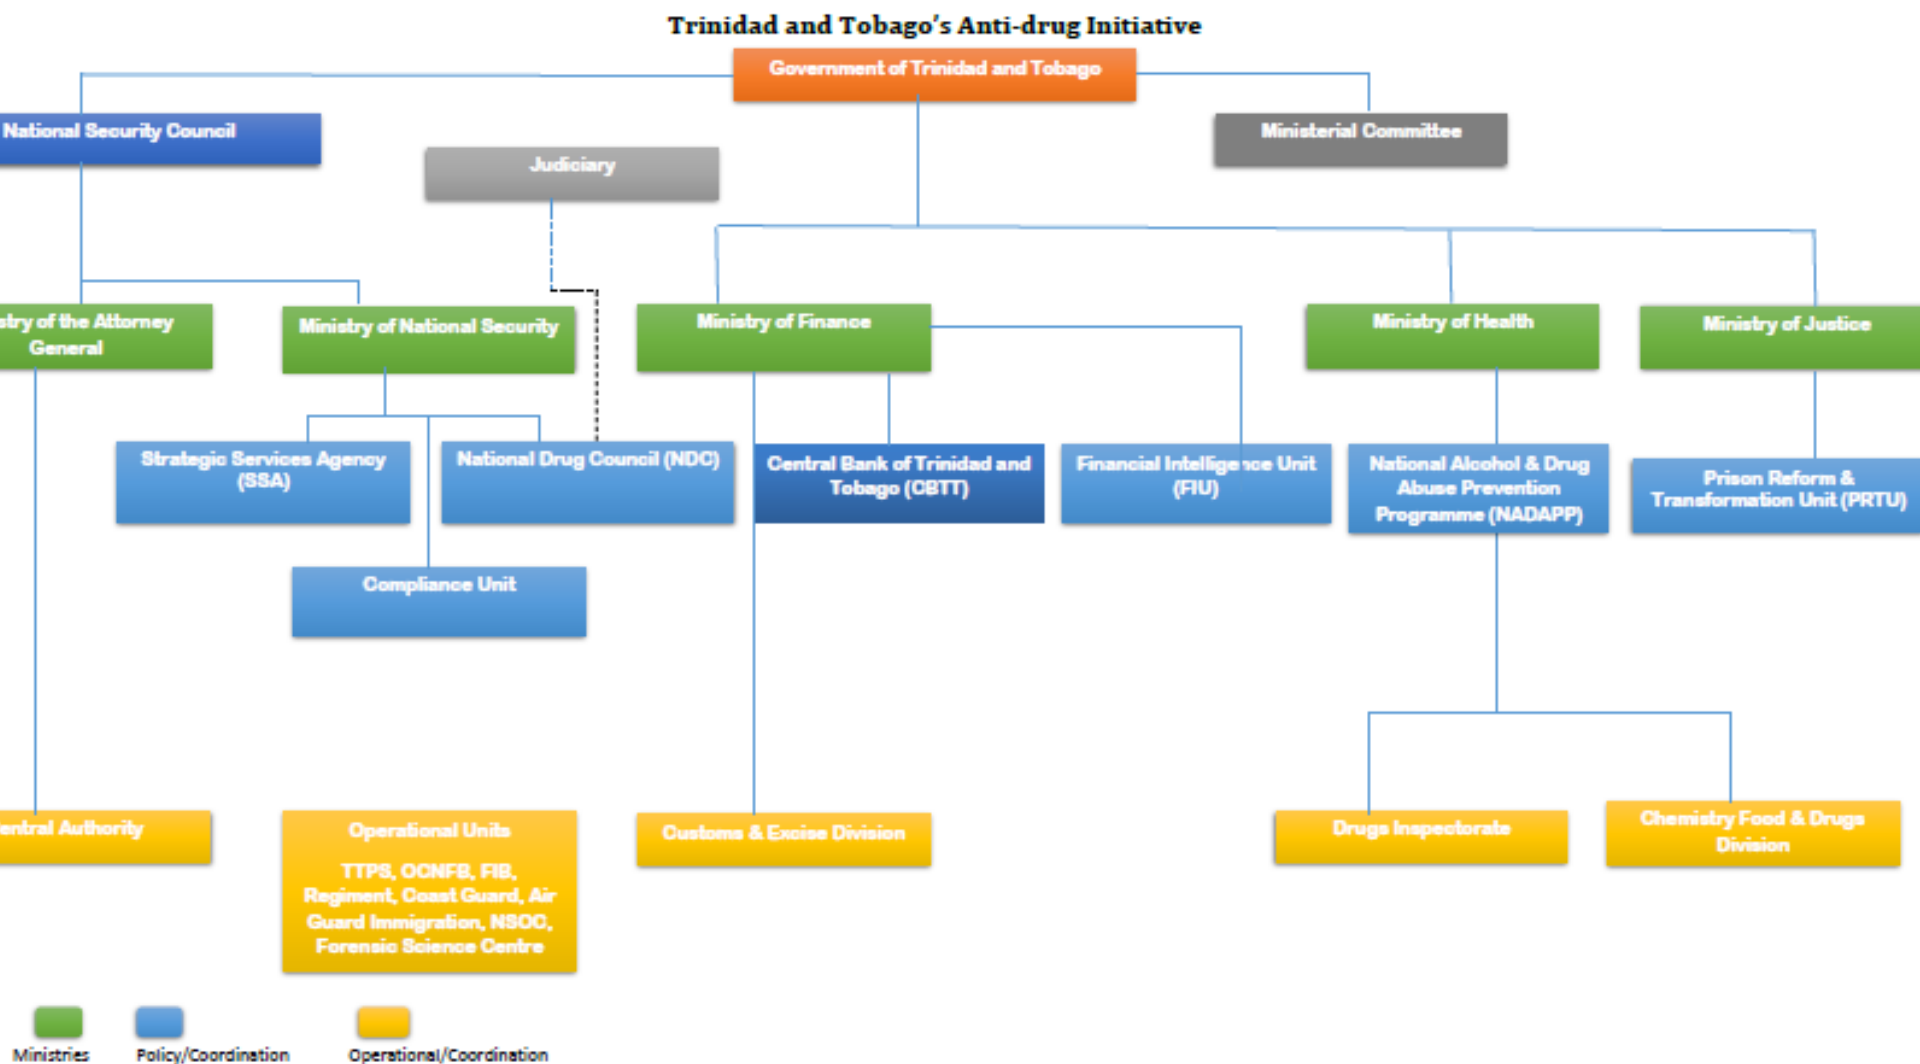 Trinidad and Tobago's Anti-drug Initiative
Government of Trinidad and Tobago
National Security Council
Ministerial Committee
Judiciary
stry of the Attorney
General
Ministry of National Security
Ministry of Finance
Ministry of Health
Ministry of Justice
Strategic Services Agency
(SSA)
National Drug Council (NDC)
Central Bank of Trinidad and
Tobago (CBTT)
Financial Intelligence Unit
(FIU)
National Alcohol & Drug
Abuse Prevention
Programme (NADAPP)
Prison Reform &
Transformation Unit (PRTU)
Compliance Unit
entral Authority
Operational Units
TTPS, OCNFB, FIB,
Regiment, Coast Guard, Air
Guard Immigration, NSOC,
Forensic Science Centre
Customs & Excise Division
Drugs Inspectorate
Chemistry Food & Drugs
Division
Ministries
Policy/Coordination
Operational/Coordination